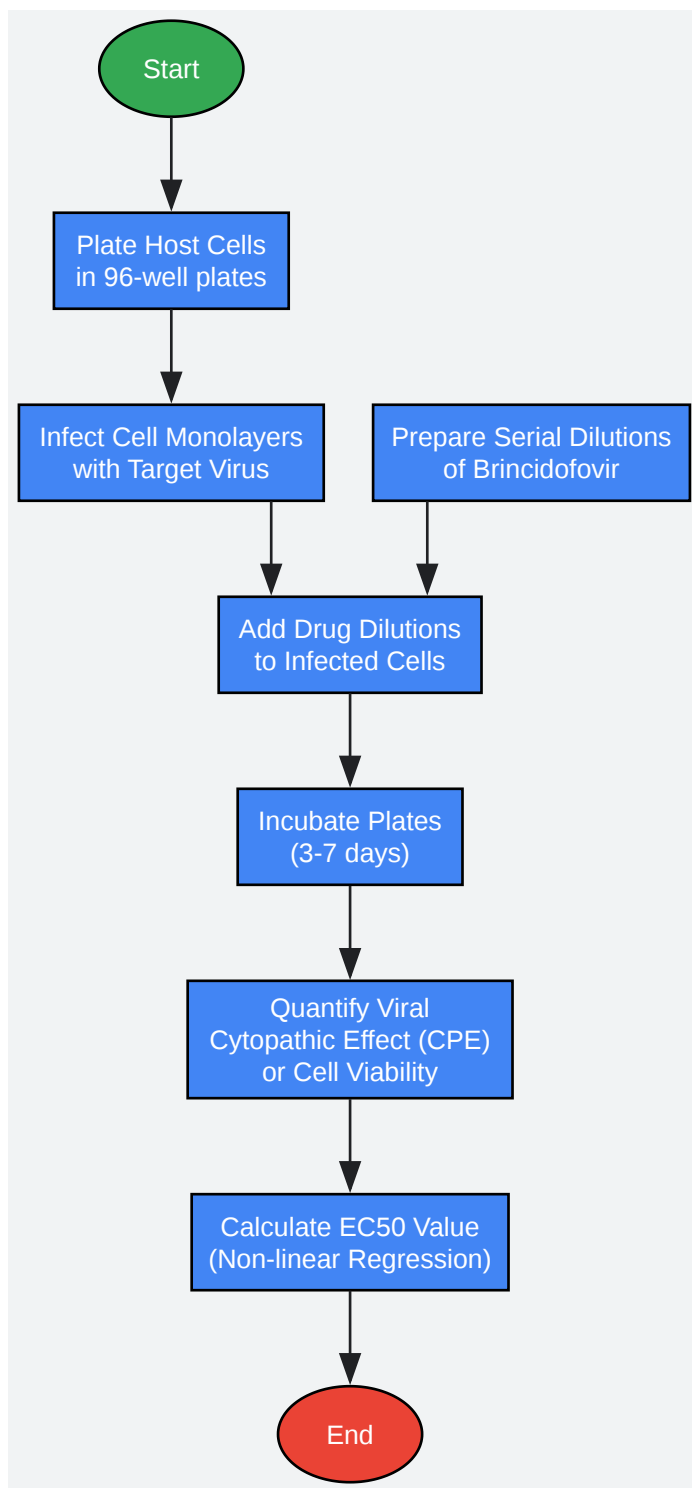 Start
Plate Host Cells
in 96-well plates
Infect Cell Monolayers
with Target Virus
Prepare Serial Dilutions
of Brincidofovir
Add Drug Dilutions
to Infected Cells
Incubate Plates
(3-7 days)
Quantify Viral
Cytopathic Effect (CPE)
or Cell Viability
Calculate EC50 Value
(Non-linear Regression)
End